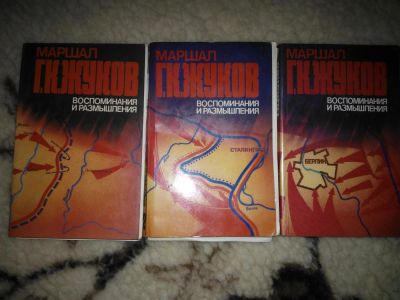 МАРШАЛ
Г.К.ЖУКОВ
ВОСПОМИНАНИЯ
И РАЗМЫШЛЕНИЯ
МАРШАЛ
Г.К.ЖУКОВ
ВОСПОМИНАНИЯ
И РАЗМЫШЛЕНИЯ
СТАЛИНГРАД
МАРШАЛ
Г.К.ЖУКОВ
ВОСПОМИНАНИЯ
И РАЗМЫШЛЕНИЯ
БЕРЛИН